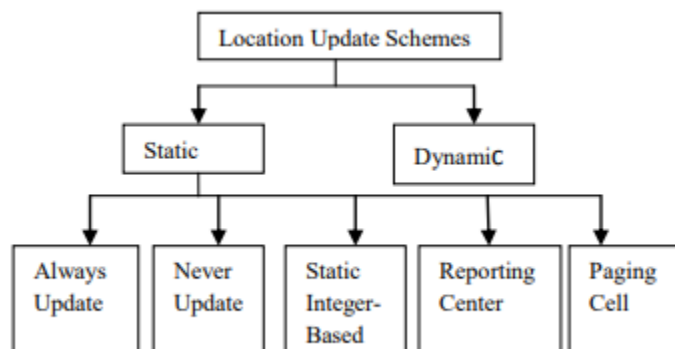 Location Update Schemes
Static
Dynamic
Always
Update
Never
Update
Static
Integer-
Based
Reporting
Center
Paging
Cell